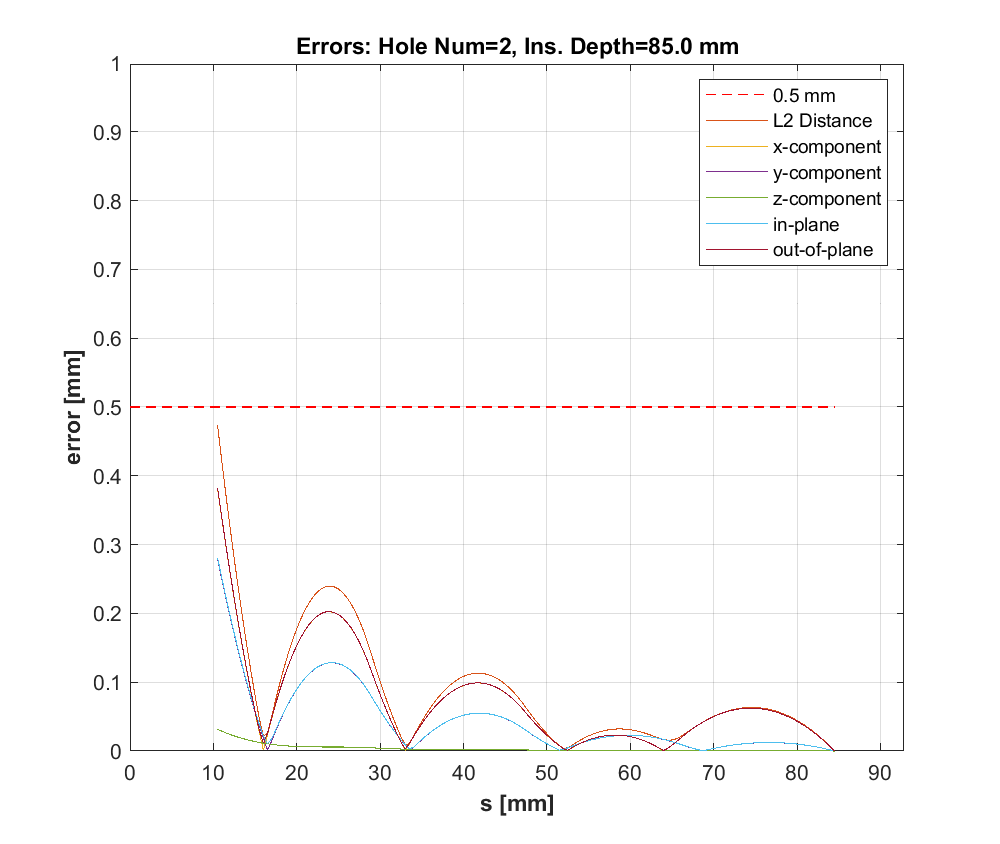 Errors: Hole Num=2, Ins. Depth=85.0 mm
1
0.9
0.8
0.7
0.6
0.5
0.4
0.3
0.2
0.1
0
error [mm]
0.5 mm
L2 Distance
x-component
y-component
z-component
in-plane
out-of-plane
0 10 20 30 40 50 60 70 80 90
s [mm]